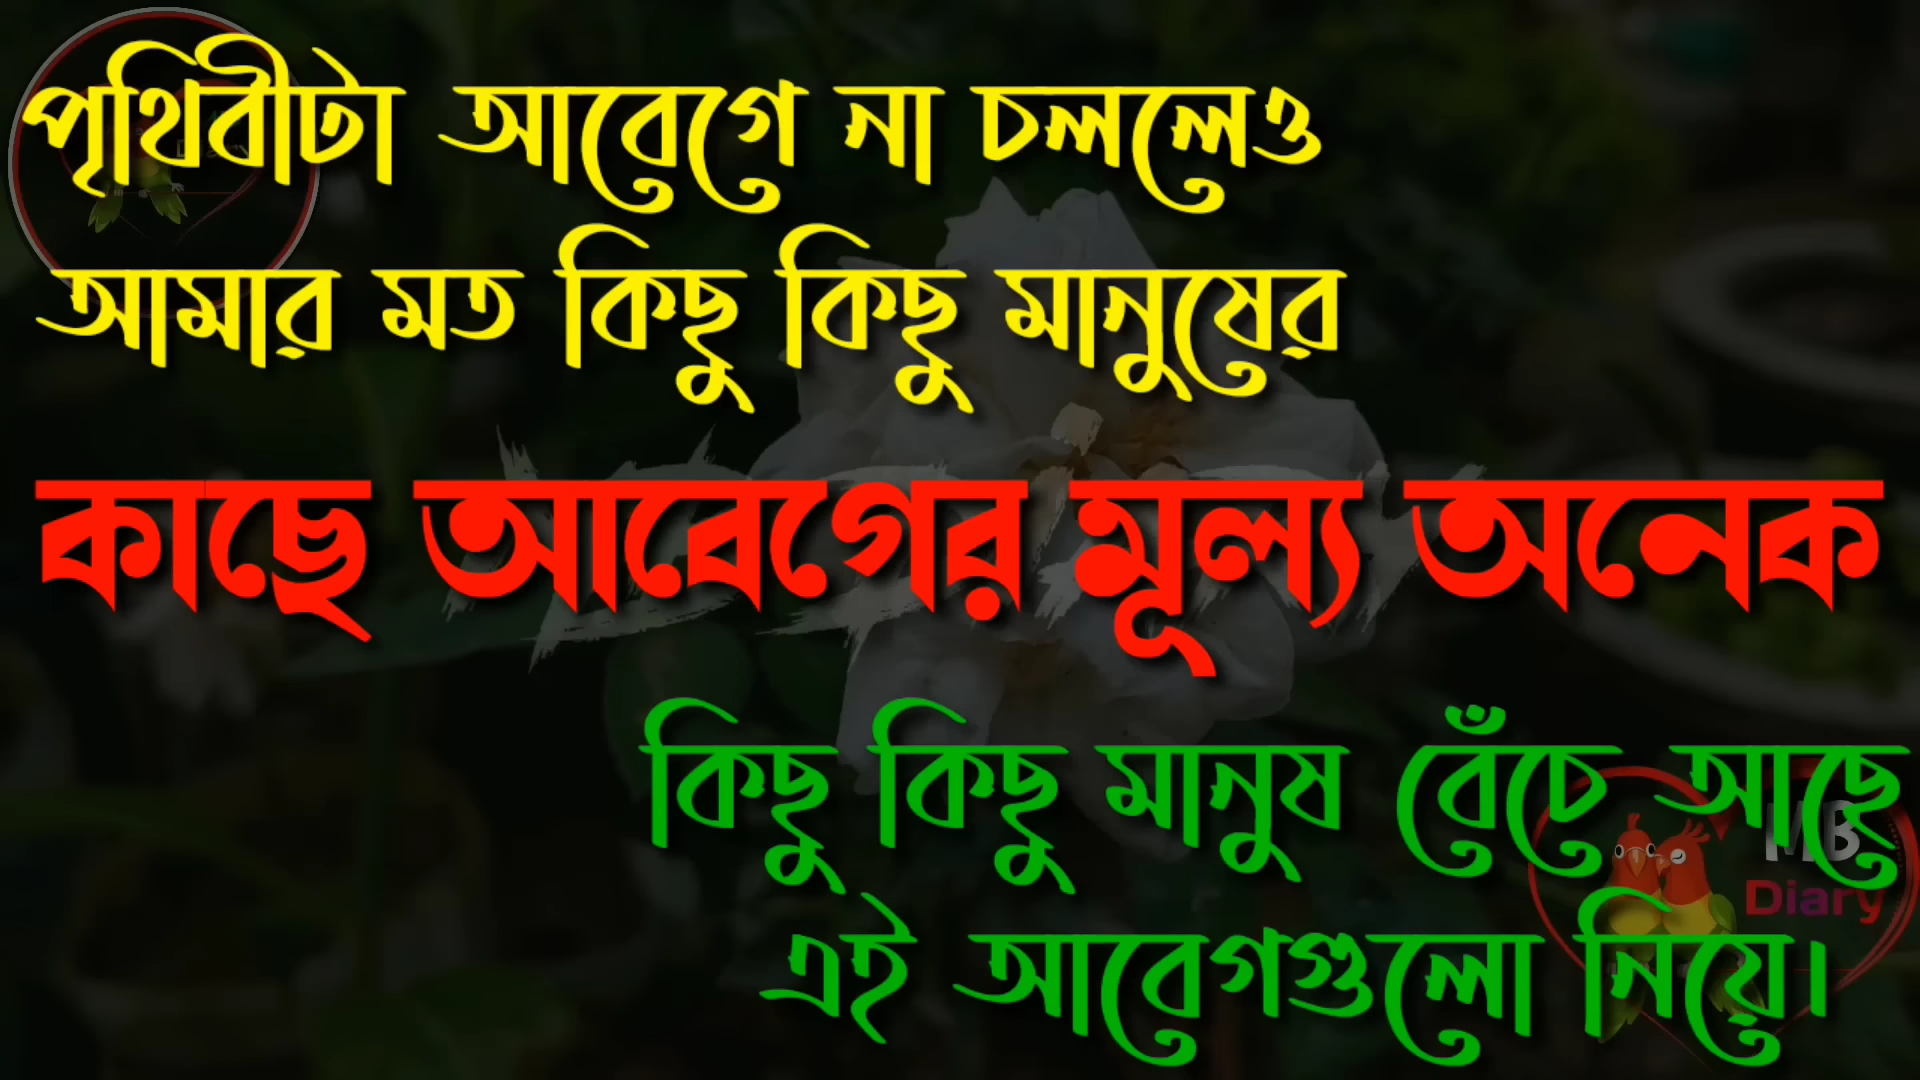 পৃথিবীটা আবেগে না চললেও
আমার মত কিছু কিছু মানুষের
কাছে আবেগের মূল্য অনেক
কিছু কিছু মানুষ বেঁচে আছে
MB
Diary
এই আবেগগুলো নিয়ে।